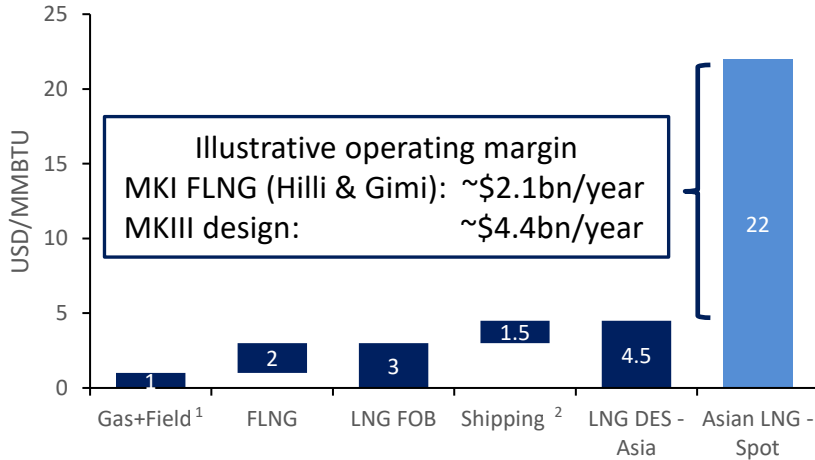 USD/MMBTU
25
20
15
10
5
0
Illustrative operating margin
MKI FLNG (Hilli & Gimi): ~$2.1bn/year
MKIII design: ~$4.4bn/year
1
2
3
1.5
4.5
22
Gas+Field 1
FLNG
LNG FOB
Shipping 2
LNG DES -
Asia
Asian LNG -
Spot